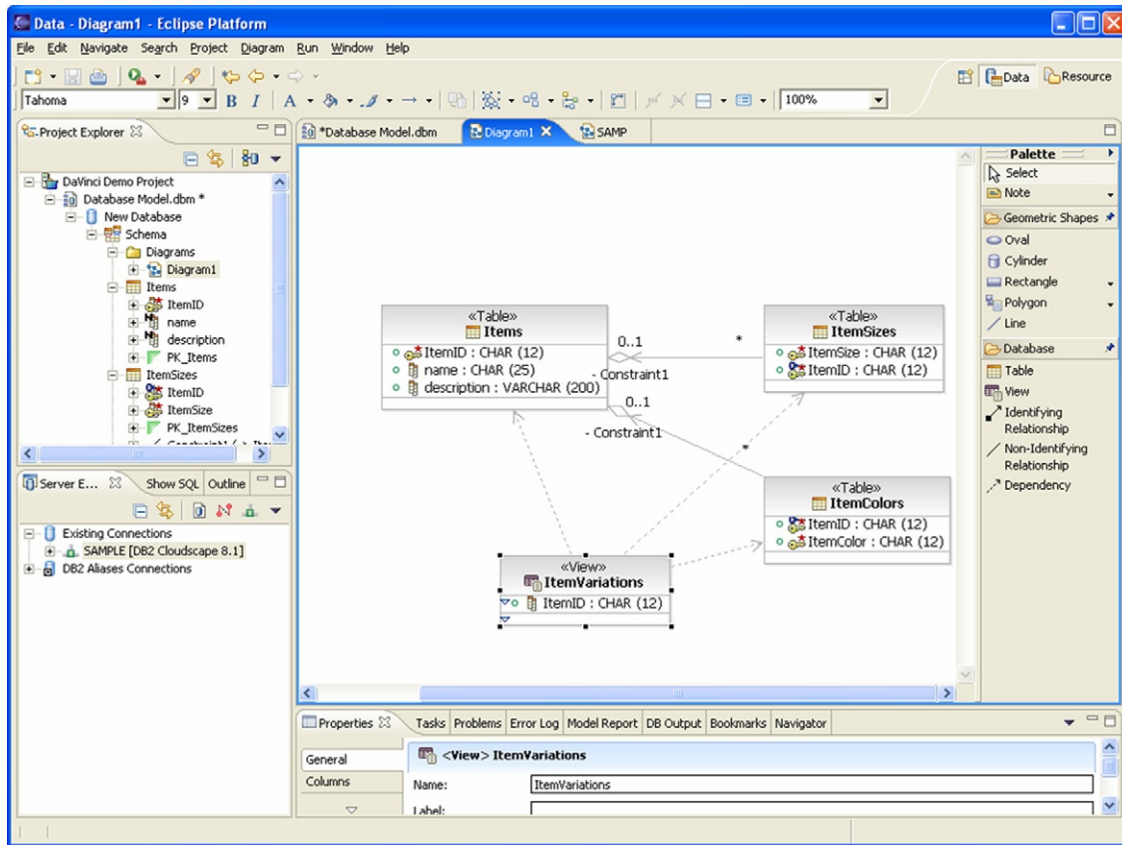 Data - Diagram1 - Eclipse Platform
File Edit Navigate Search Project Diagram Run Window Help
Data Resource
Tahoma 9 B I A 100%
Project Explorer
*Database Model.dbm Diagram1 SAMP
DaVinci Demo Project
Database Model.dbm *
New Database
Schema
Diagrams
Diagram1
Items
ItemID
name
description
PK_Items
ItemSizes
ItemID
ItemSize
PK_ItemSizes
Server E... Show SQL Outline
Existing Connections
SAMPLE [DB2 Cloudscape 8.1]
DB2 Aliases Connections
«Table»
Items
ItemID : CHAR (12)
name : CHAR (25)
description : VARCHAR (200)
0..1
*
- Constraint1
0..1
- Constraint1
*
«Table»
ItemSizes
ItemSize : CHAR (12)
ItemID : CHAR (12)
«Table»
ItemColors
ItemID : CHAR (12)
ItemColor : CHAR (12)
«View»
ItemVariations
ItemID : CHAR (12)
Palette
Select
Note
Geometric Shapes
Oval
Cylinder
Rectangle
Polygon
Line
Database
Table
View
Identifying
Relationship
Non-Identifying
Relationship
Dependency
Properties Tasks Problems Error Log Model Report DB Output Bookmarks Navigator
General
Columns
<View> ItemVariations
Name: ItemVariations
Label: